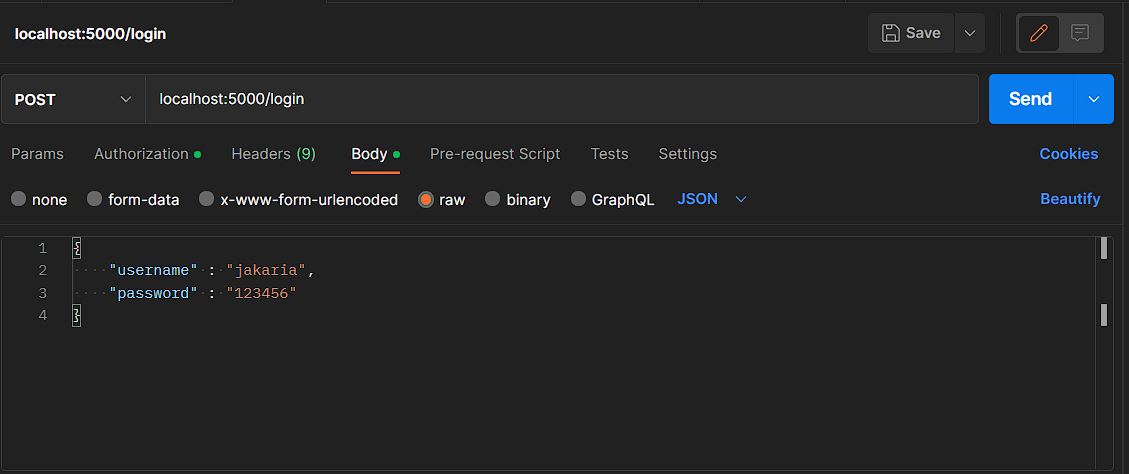 localhost:5000/login
Save
POST
localhost:5000/login
Send
Params Authorization Headers (9) Body Pre-request Script Tests Settings Cookies
none form-data x-www-form-urlencoded raw binary GraphQL JSON Beautify
1 {
2 "username" : "jakaria",
3 "password" : "123456"
4 }